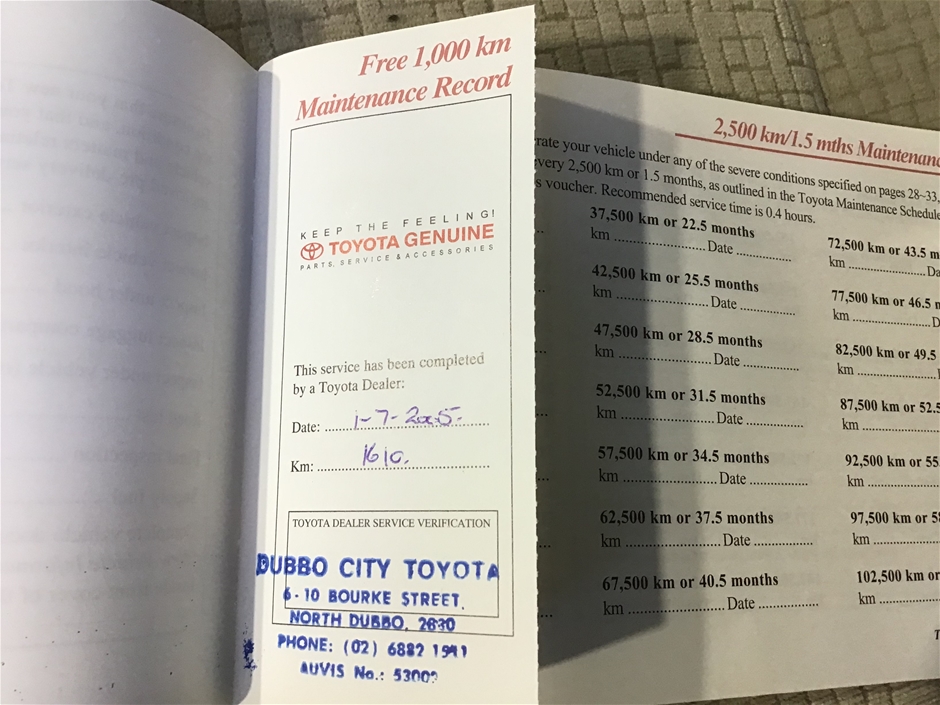 Free 1,000 km
Maintenance Record
KEEP THE FEELING!
TOYOTA GENUINE
PARTS, SERVICE & ACCESSORIES
This service has been completed
by a Toyota Dealer:
Date: 1-7-2005.
Km: 1610.
TOYOTA DEALER SERVICE VERIFICATION
DUBBO CITY TOYOTA
6-10 BOURKE STREET,
NORTH DUBBO, 2830
PHONE: (02) 6882 1911
AUVIS No.:
2,500 km/1.5 mths Maintenanc
rate your vehicle under any of the severe conditions specified on pages 28~33,
very 2,500 km or 1.5 months, as outlined in the Toyota Maintenance Schedule
s voucher. Recommended service time is 0.4 hours.
37,500 km or 22.5 months
km ........................ Date ...............
42,500 km or 25.5 months
km ........................ Date ...............
47,500 km or 28.5 months
km ........................ Date ...............
52,500 km or 31.5 months
km ........................ Date ...............
57,500 km or 34.5 months
km ........................ Date ...............
62,500 km or 37.5 months
km ........................ Date ...............
67,500 km or 40.5 months
km ........................ Date ...............
72,500 km or 43.5 m
km ........................ Da
77,500 km or 46.5 n
km ........................ D
82,500 km or 49.5
km ........................
87,500 km or 52.5
km ........................
92,500 km or 55
km ........................
97,500 km or 58
km ........................
102,500 km or
km ........................
T